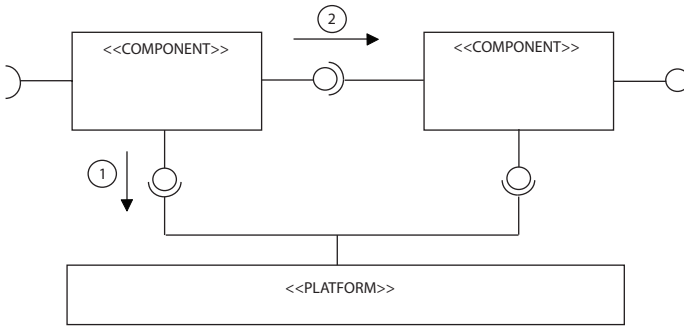 2
<<COMPONENT>>
<<COMPONENT>>
1
<<PLATFORM>>